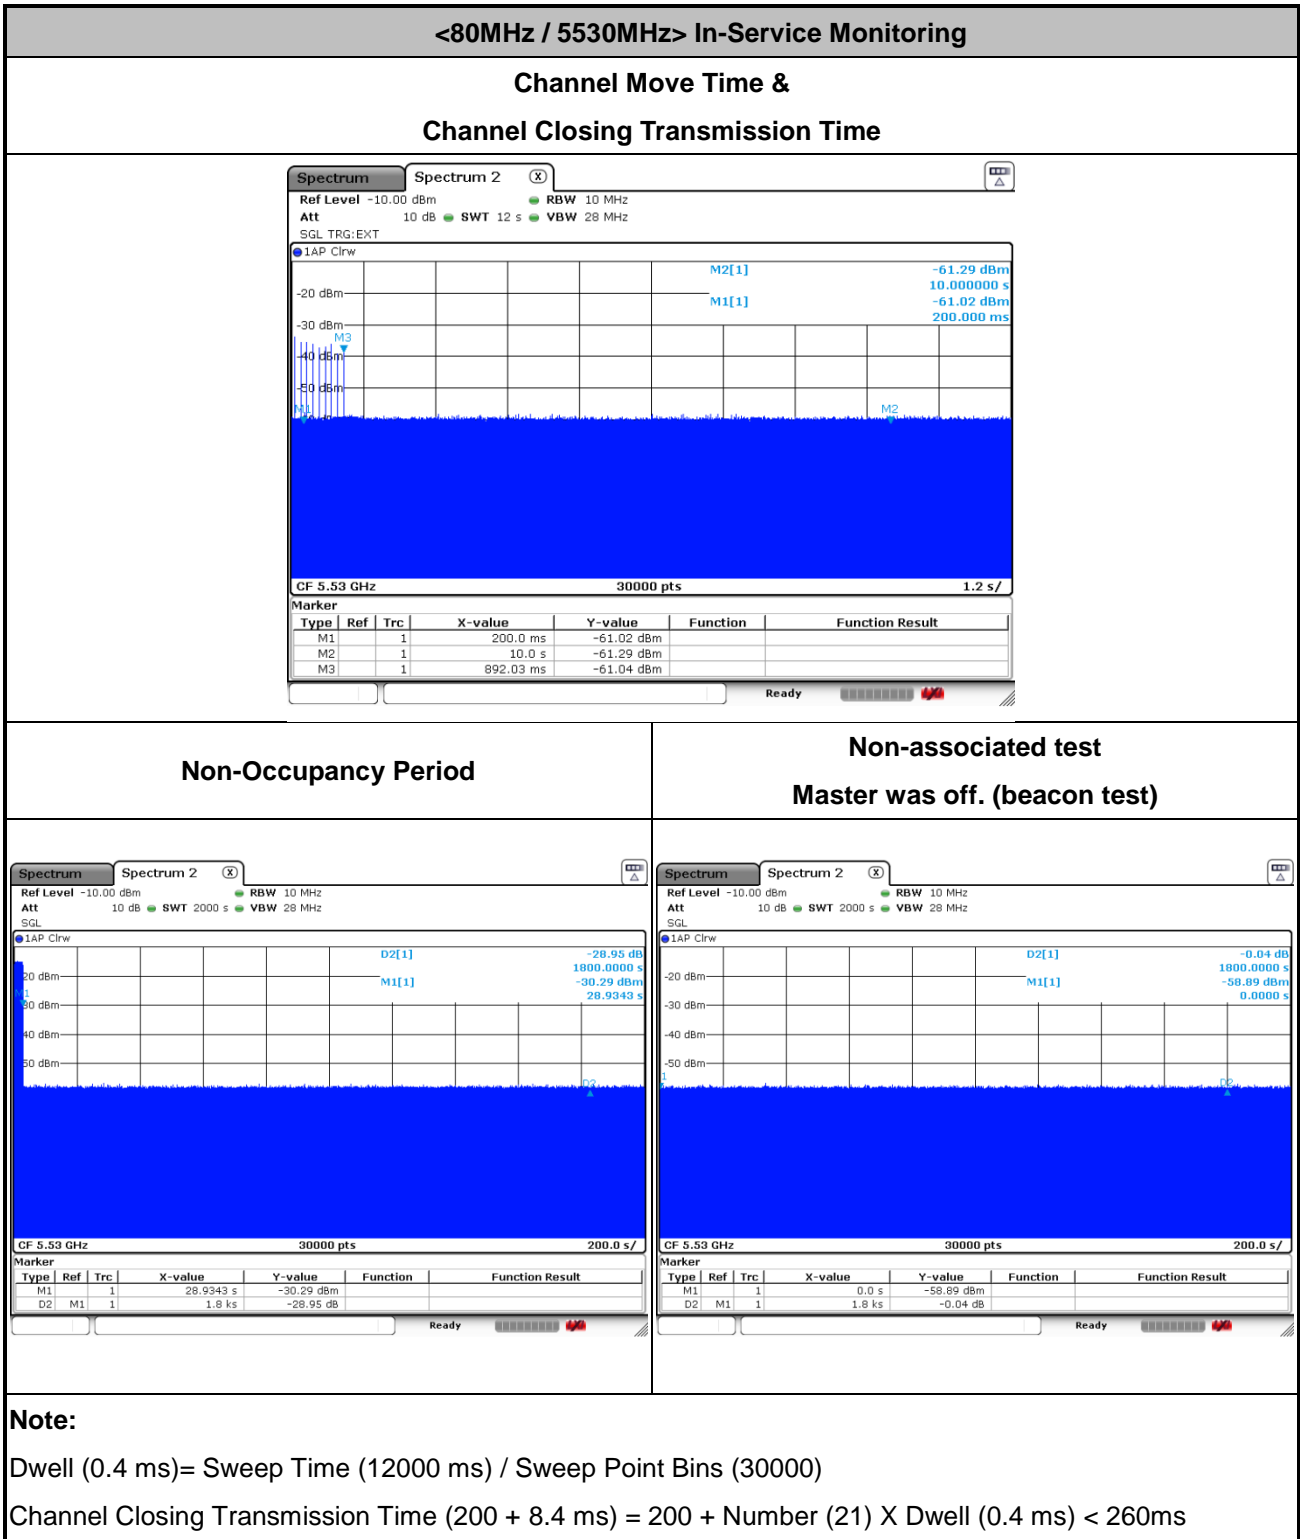 <80MHz / 5530MHz> In-Service Monitoring
Channel Move Time &
Channel Closing Transmission Time
Spectrum Spectrum 2 X
Ref Level -10.00 dBm RBW 10 MHz
Att 10 dB SWT 12 s VBW 28 MHz
SGL TRG:EXT
1AP Clrw
M2[1] -61.29 dBm
10.000000 s
-20 dBm
M1[1] -61.02 dBm
200.000 ms
-30 dBm
M3
-40 dBm
-50 dBm
M1
M2
CF 5.53 GHz 30000 pts 1.2 s/
Marker
Type Ref Trc X-value Y-value Function Function Result
M1 1 200.0 ms -61.02 dBm
M2 1 10.0 s -61.29 dBm
M3 1 892.03 ms -61.04 dBm
Ready
Non-Occupancy Period
Non-associated test
Master was off. (beacon test)
Spectrum Spectrum 2 X
Ref Level -10.00 dBm RBW 10 MHz
Att 10 dB SWT 2000 s VBW 28 MHz
SGL
1AP Clrw
D2[1] -28.95 dB
1800.0000 s
20 dBm
M1[1] -30.29 dBm
28.9343 s
M1
30 dBm
40 dBm
50 dBm
D2
CF 5.53 GHz 30000 pts 200.0 s/
Marker
Type Ref Trc X-value Y-value Function Function Result
M1 1 28.9343 s -30.29 dBm
D2 M1 1 1.8 ks -28.95 dB
Ready
Spectrum Spectrum 2 X
Ref Level -10.00 dBm RBW 10 MHz
Att 10 dB SWT 2000 s VBW 28 MHz
SGL
1AP Clrw
D2[1] -0.04 dB
1800.0000 s
-20 dBm
M1[1] -58.89 dBm
0.0000 s
-30 dBm
-40 dBm
-50 dBm
1
D2
CF 5.53 GHz 30000 pts 200.0 s/
Marker
Type Ref Trc X-value Y-value Function Function Result
M1 1 0.0 s -58.89 dBm
D2 M1 1 1.8 ks -0.04 dB
Ready
Note:
Dwell (0.4 ms)= Sweep Time (12000 ms) / Sweep Point Bins (30000)
Channel Closing Transmission Time (200 + 8.4 ms) = 200 + Number (21) X Dwell (0.4 ms) < 260ms